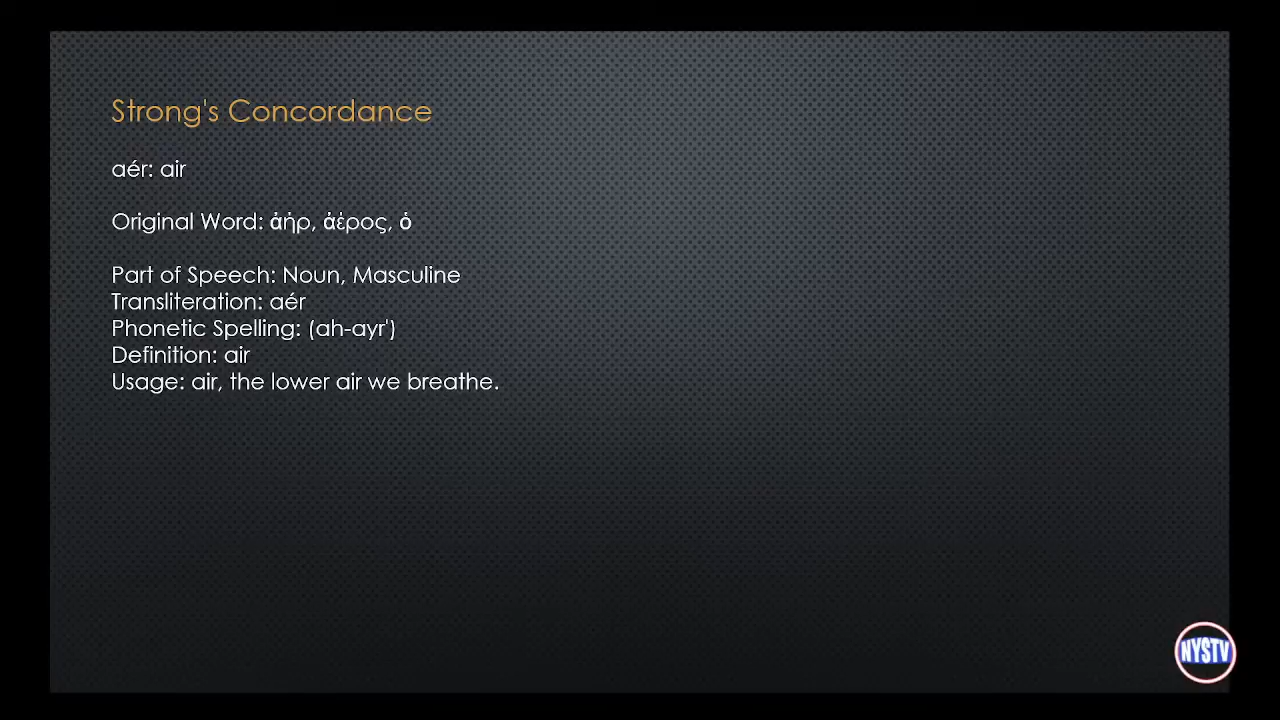 Strong's Concordance
aér: air
Original Word: ἀήρ, ἀέρος, ὁ
Part of Speech: Noun, Masculine
Transliteration: aér
Phonetic Spelling: (ah-ayr')
Definition: air
Usage: air, the lower air we breathe.
NYSTV